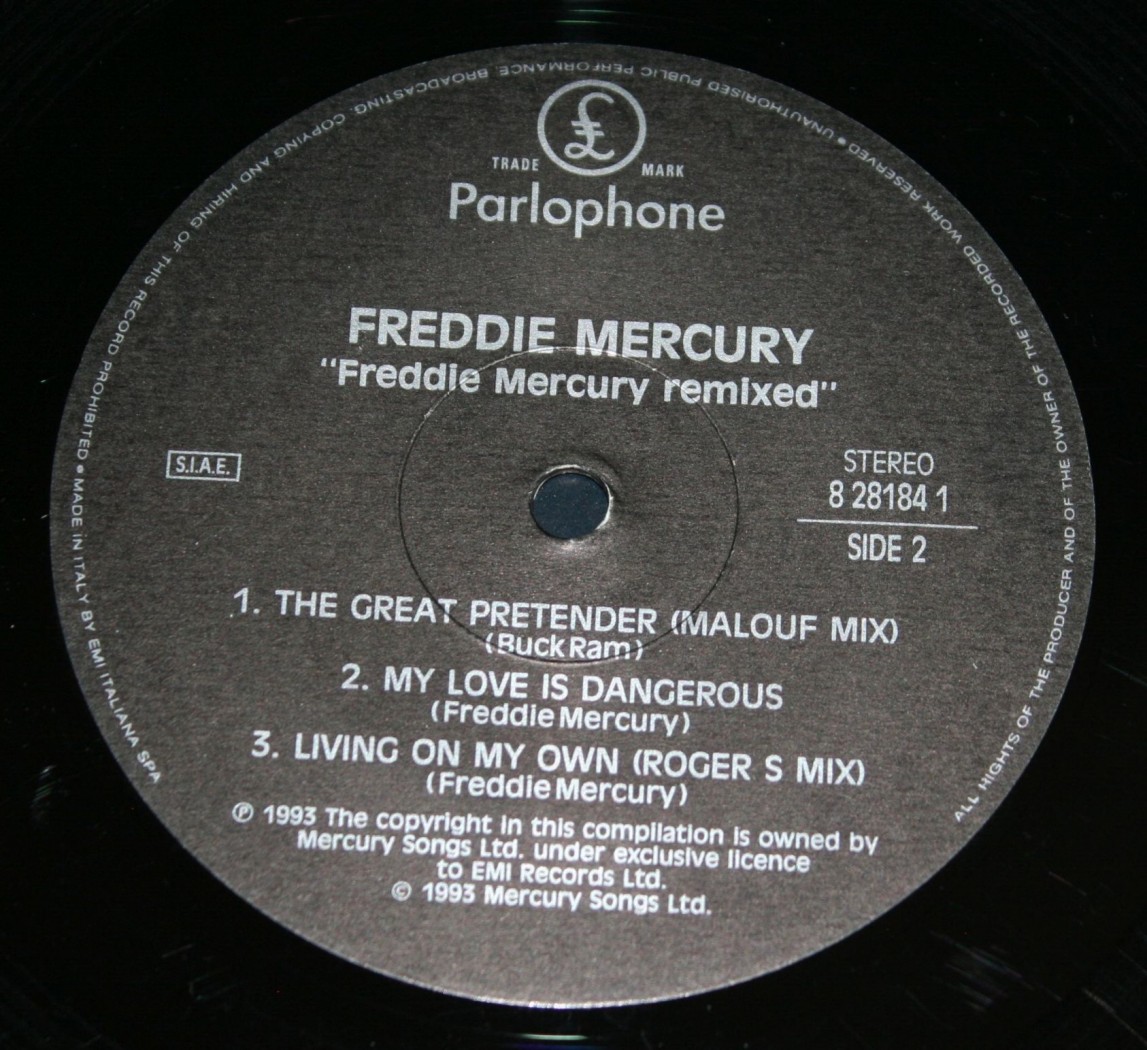 £
TRADE MARK
Parlophone
FREDDIE MERCURY
"Freddie Mercury remixed"
S.I.A.E.
STEREO
8 28184 1
SIDE 2
1. THE GREAT PRETENDER (MALOUF MIX)
(Buck Ram)
2. MY LOVE IS DANGEROUS
(Freddie Mercury)
3. LIVING ON MY OWN (ROGER S MIX)
(Freddie Mercury)
℗ 1993 The copyright in this compilation is owned by
Mercury Songs Ltd. under exclusive licence
to EMI Records Ltd.
© 1993 Mercury Songs Ltd.
ALL HIGHTS OF THE PRODUCER AND OF THE OWNER OF THE RECORDED WORK RESERVED • UNAUTHORISED PUBLIC PERFORMANCE, BROADCASTING, COPYING AND HIRING OF THIS RECORD PROHIBITED • MADE IN ITALY BY EMI ITALIANA SPA